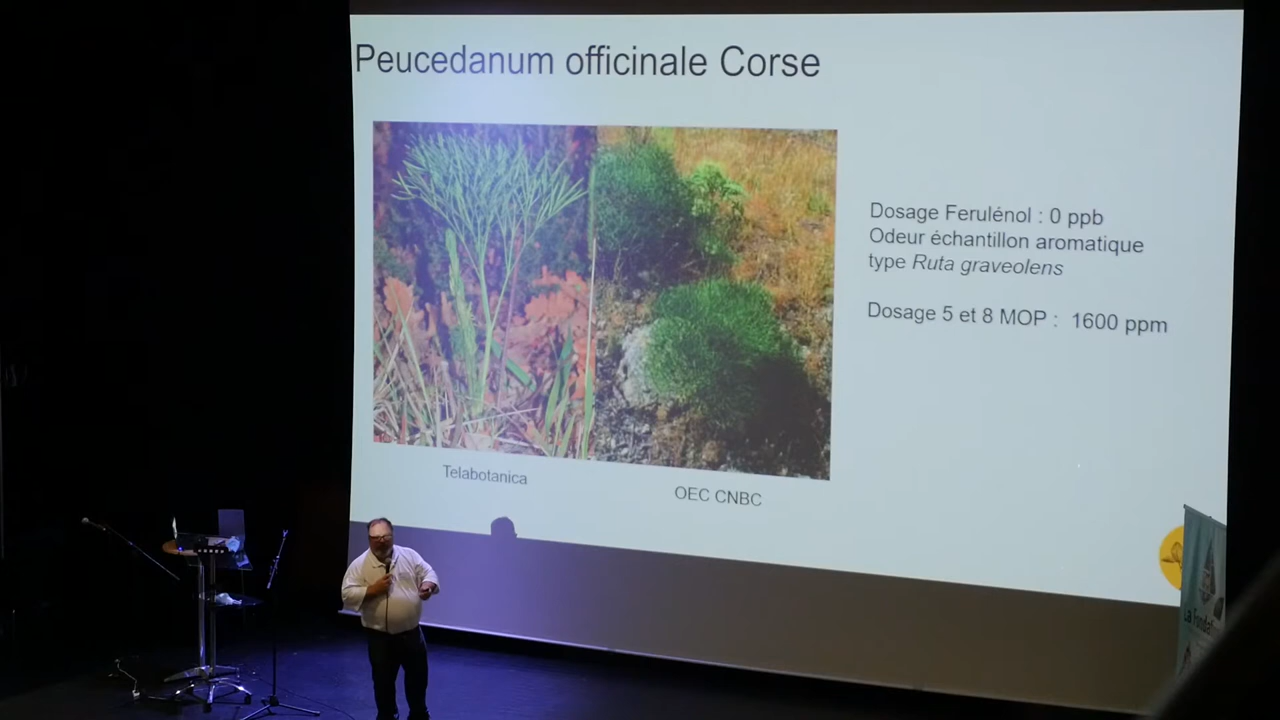 Peucedanum officinale Corse
Dosage Ferulénol : 0 ppb
Odeur échantillon aromatique
type Ruta graveolens
Dosage 5 et 8 MOP : 1600 ppm
Telabotanica
OEC CNBC
La